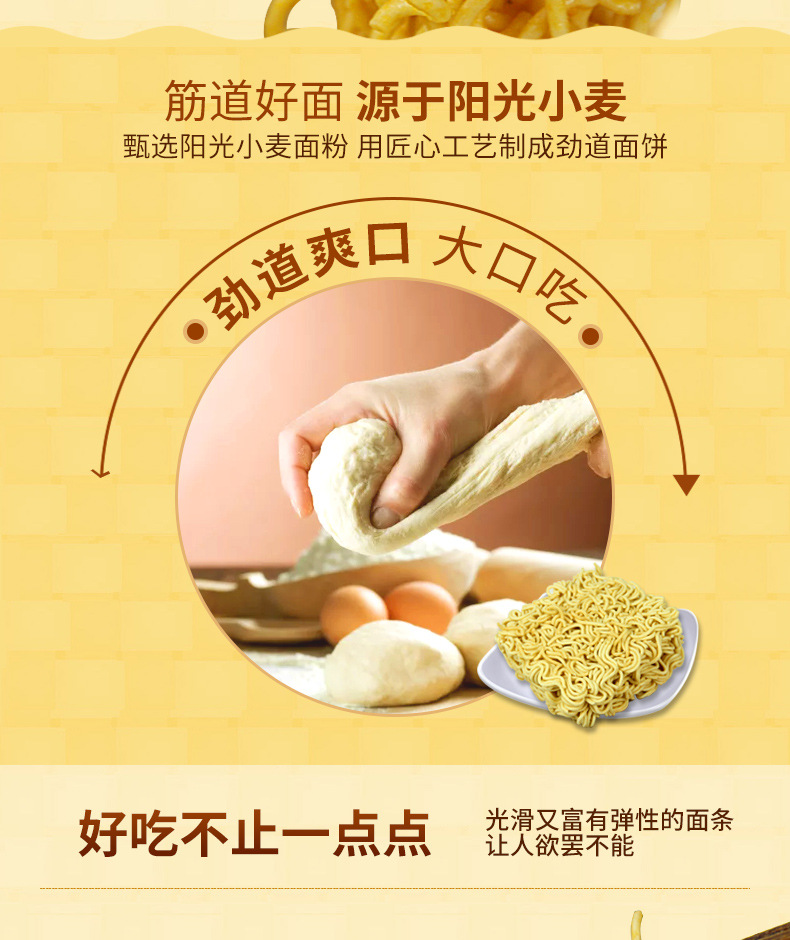 筋道好面 源于阳光小麦
甄选阳光小麦面粉 用匠心工艺制成劲道面饼
劲道爽口 大口吃
好吃不止一点点
光滑又富有弹性的面条
让人欲罢不能